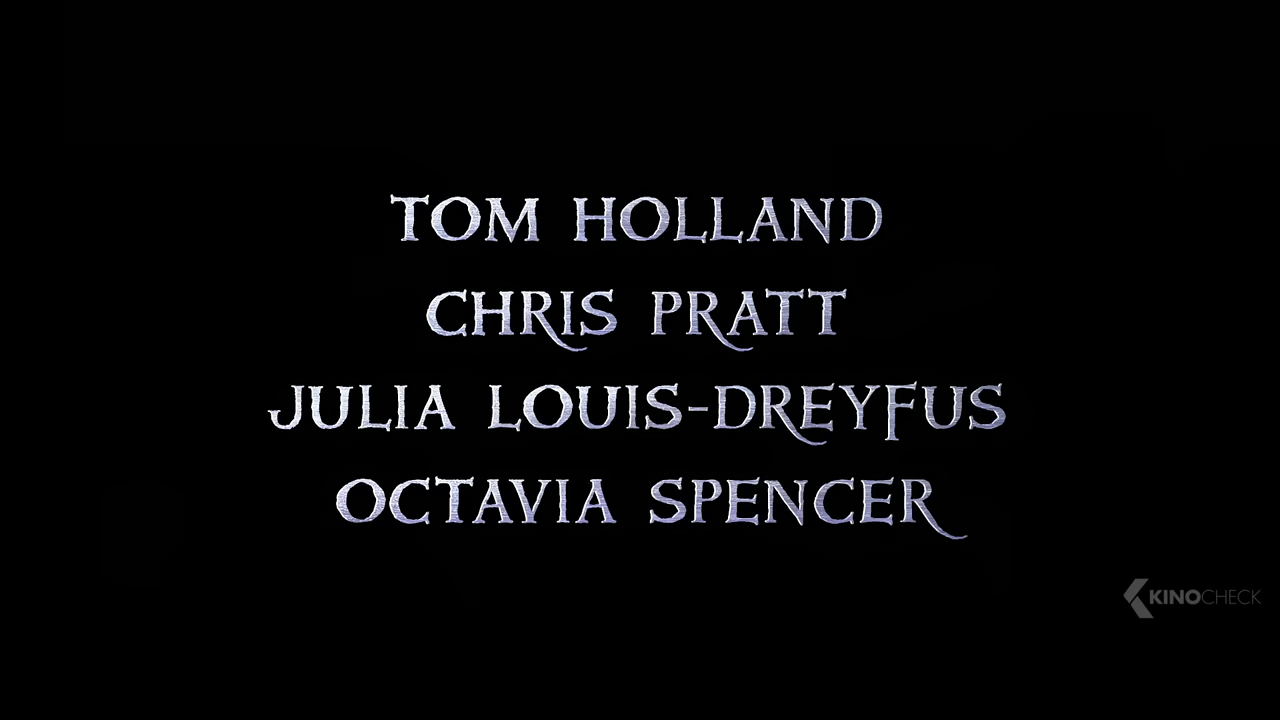 TOM HOLLAND
CHRIS PRATT
JULIA LOUIS-DREYFUS
OCTAVIA SPENCER
KINOCHECK